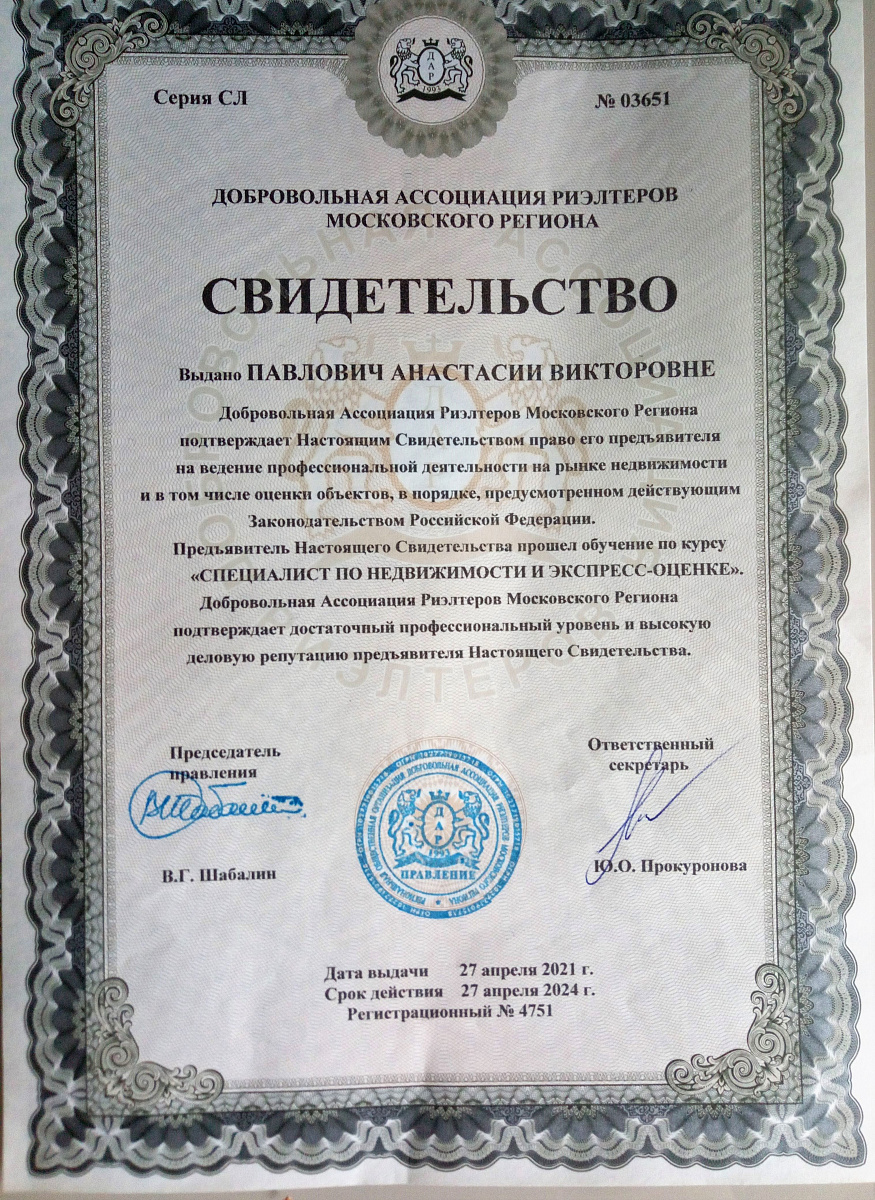 ДАР
1993
Серия СЛ
№ 03651
ДОБРОВОЛЬНАЯ АССОЦИАЦИЯ РИЭЛТЕРОВ
МОСКОВСКОГО РЕГИОНА
СВИДЕТЕЛЬСТВО
Выдано ПАВЛОВИЧ АНАСТАСИИ ВИКТОРОВНЕ
Добровольная Ассоциация Риэлтеров Московского Региона
подтверждает Настоящим Свидетельством право его предъявителя
на ведение профессиональной деятельности на рынке недвижимости
и в том числе оценки объектов, в порядке, предусмотренном действующим
Законодательством Российской Федерации.
Предъявитель Настоящего Свидетельства прошел обучение по курсу
«СПЕЦИАЛИСТ ПО НЕДВИЖИМОСТИ И ЭКСПРЕСС-ОЦЕНКЕ».
Добровольная Ассоциация Риэлтеров Московского Региона
подтверждает достаточный профессиональный уровень и высокую
деловую репутацию предъявителя Настоящего Свидетельства.
Председатель
правления
В.Г. Шабалин
ДАР
1993
ПРАВЛЕНИЕ
Ответственный
секретарь
Ю.О. Прокуронова
Дата выдачи 27 апреля 2021 г.
Срок действия 27 апреля 2024 г.
Регистрационный № 4751